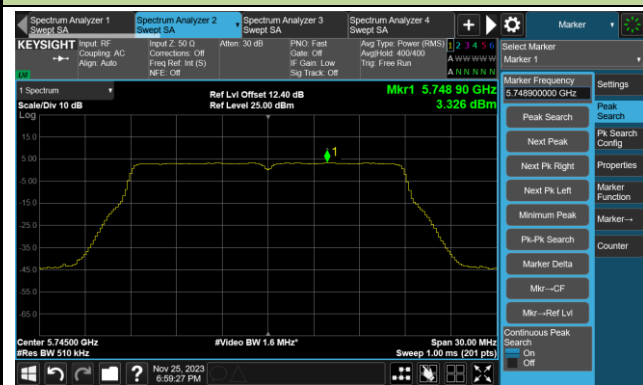 Spectrum Analyzer 1
Swept SA
Spectrum Analyzer 2
Swept SA
Spectrum Analyzer 3
Swept SA
Spectrum Analyzer 4
Swept SA
Marker
KEYSIGHT
Input: RF
Coupling: AC
Align: Auto
Input Z: 50 Ω
Corrections: Off
Freq Ref: Int (S)
NFE: Off
Atten: 30 dB
PNO: Fast
Gate: Off
IF Gain: Low
Sig Track: Off
Avg Type: Power (RMS)
Avg|Hold: 400/400
Trig: Free Run
1 2 3 4 5 6
A W W W W W
A N N N N N
LXI
Select Marker
Marker 1
1 Spectrum
Scale/Div 10 dB
Ref Lvl Offset 12.40 dB
Ref Level 25.00 dBm
Mkr1 5.748 90 GHz
3.326 dBm
Log
15.0
5.00
-5.00
-15.0
-25.0
-35.0
-45.0
-55.0
-65.0
1
Center 5.74500 GHz
#Res BW 510 kHz
#Video BW 1.6 MHz*
Span 30.00 MHz
Sweep 1.00 ms (201 pts)
Marker Frequency
5.748900000 GHz
Peak Search
Next Peak
Next Pk Right
Next Pk Left
Minimum Peak
Pk-Pk Search
Marker Delta
Mkr→CF
Mkr→Ref Lvl
Continuous Peak
Search
On
Off
Settings
Peak
Search
Pk Search
Config
Properties
Marker
Function
Marker→
Counter
?
Nov 25, 2023
6:59:27 PM